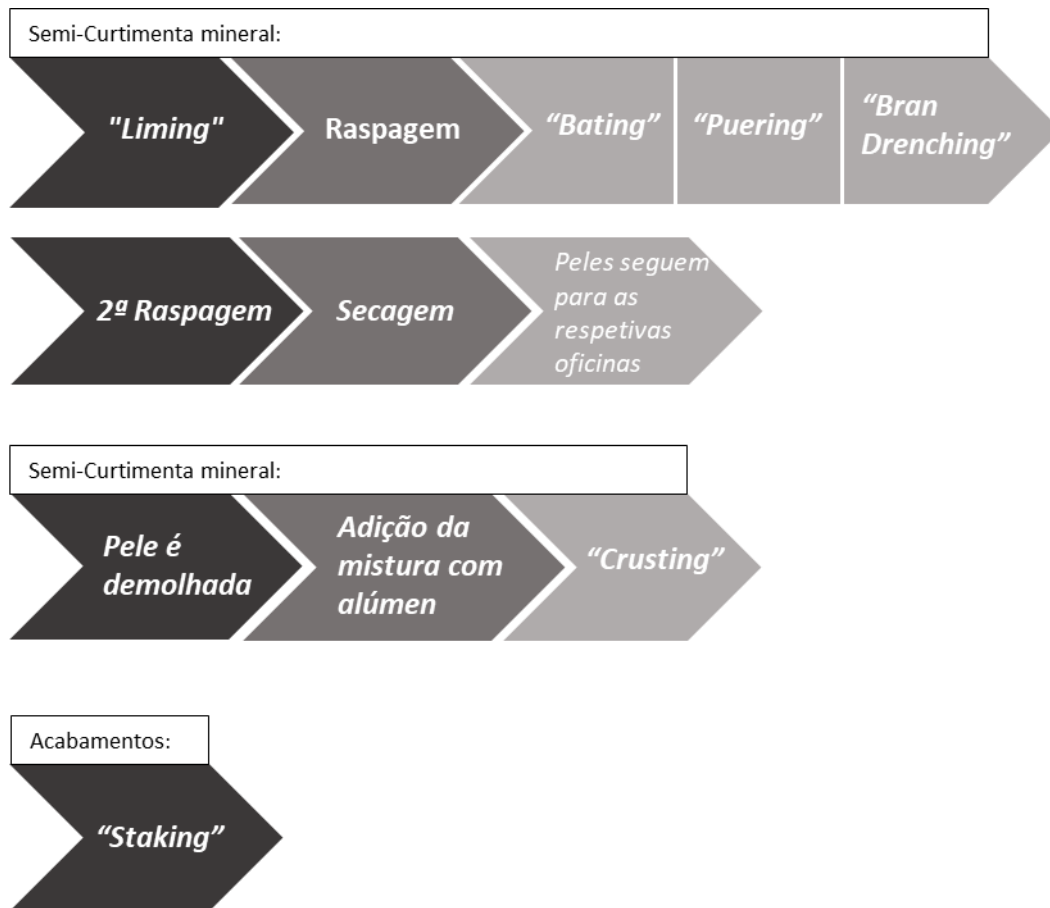 Semi-Curtimenta mineral:
"Liming"
Raspagem
“Bating”
“Puering”
“Bran
Drenching”
2ª Raspagem
Secagem
Peles seguem
para as
respetivas
oficinas
Semi-Curtimenta mineral:
Pele é
demolhada
Adição da
mistura com
alúmen
“Crusting”
Acabamentos:
“Staking”